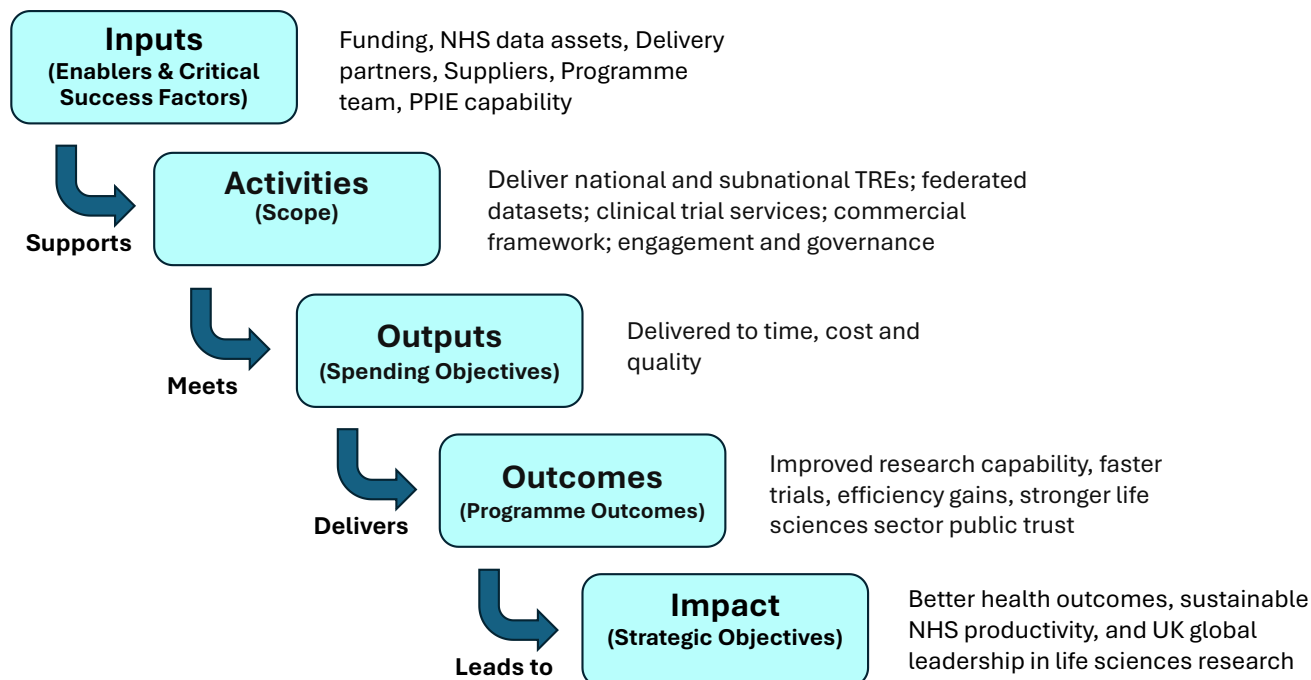 Inputs
(Enablers & Critical
Success Factors)
Funding, NHS data assets, Delivery
partners, Suppliers, Programme
team, PPIE capability
Supports
Activities
(Scope)
Deliver national and subnational TREs; federated
datasets; clinical trial services; commercial
framework; engagement and governance
Meets
Outputs
(Spending Objectives)
Delivered to time, cost and
quality
Delivers
Outcomes
(Programme Outcomes)
Improved research capability, faster
trials, efficiency gains, stronger life
sciences sector public trust
Leads to
Impact
(Strategic Objectives)
Better health outcomes, sustainable
NHS productivity, and UK global
leadership in life sciences research